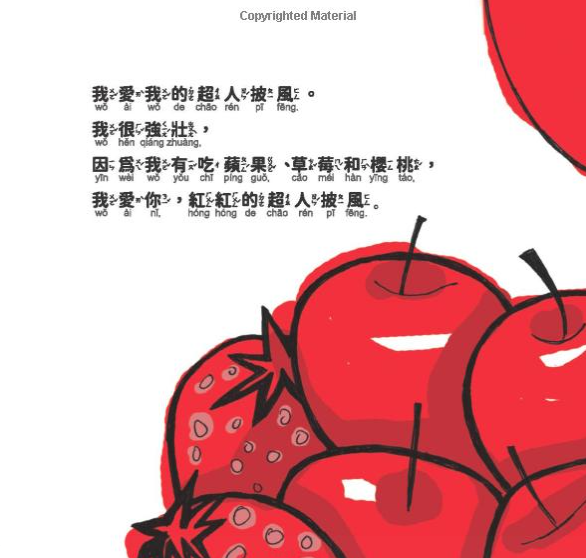 Copyrighted Material
我愛我的超人披風。
wǒ ài wǒ de chāo rén pī fēng.
我很強壯，
wǒ hěn qiáng zhuàng,
因為我有吃蘋果、草莓和櫻桃，
yīn wèi wǒ yǒu chī píng guǒ, cǎo méi hàn yīng táo,
我愛你，紅紅的超人披風。
wǒ ài nǐ, hóng hóng de chāo rén pī fēng.